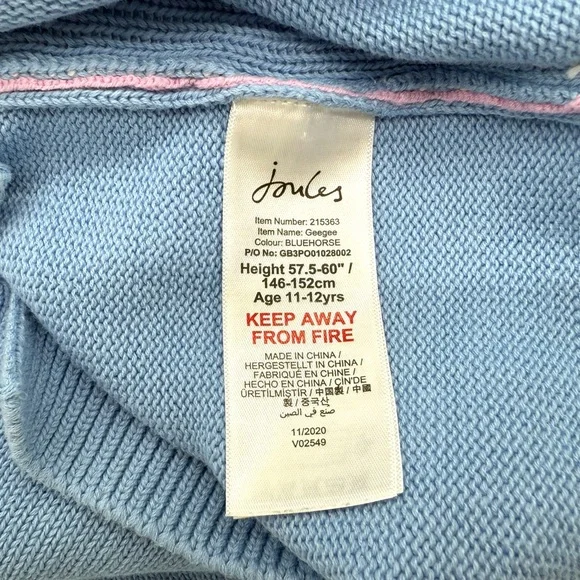 Joules
Item Number: 215363
Item Name: Geegee
Colour: BLUEHORSE
P/O No: GB3PO01028002
Height 57.5-60" /
146-152cm
Age 11-12yrs
KEEP AWAY
FROM FIRE
MADE IN CHINA /
HERGESTELLT IN CHINA /
FABRIQUÉ EN CHINE /
HECHO EN CHINA / ÇİN'DE
ÜRETİLMİŞTİR / 中国製 / 中國
製 / 중국산
صنع في الصين
11/2020
V02549